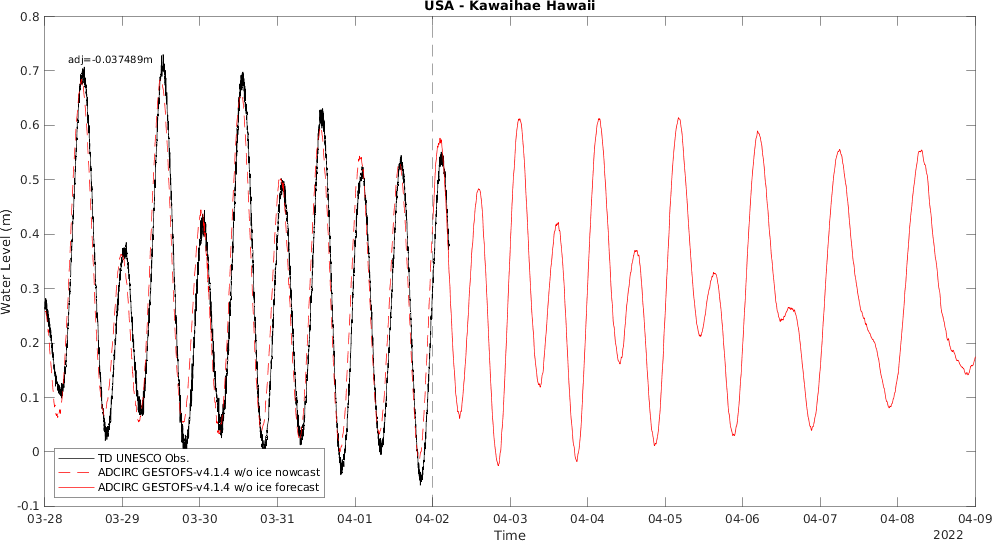 USA - Kawaihae Hawaii
adj=-0.037489m
0.8
0.7
0.6
0.5
0.4
0.3
0.2
0.1
0
-0.1
Water Level (m)
TD UNESCO Obs.
ADCIRC GESTOFS-v4.1.4 w/o ice nowcast
ADCIRC GESTOFS-v4.1.4 w/o ice forecast
03-28 03-29 03-30 03-31 04-01 04-02 04-03 04-04 04-05 04-06 04-07 04-08 04-09
Time
2022